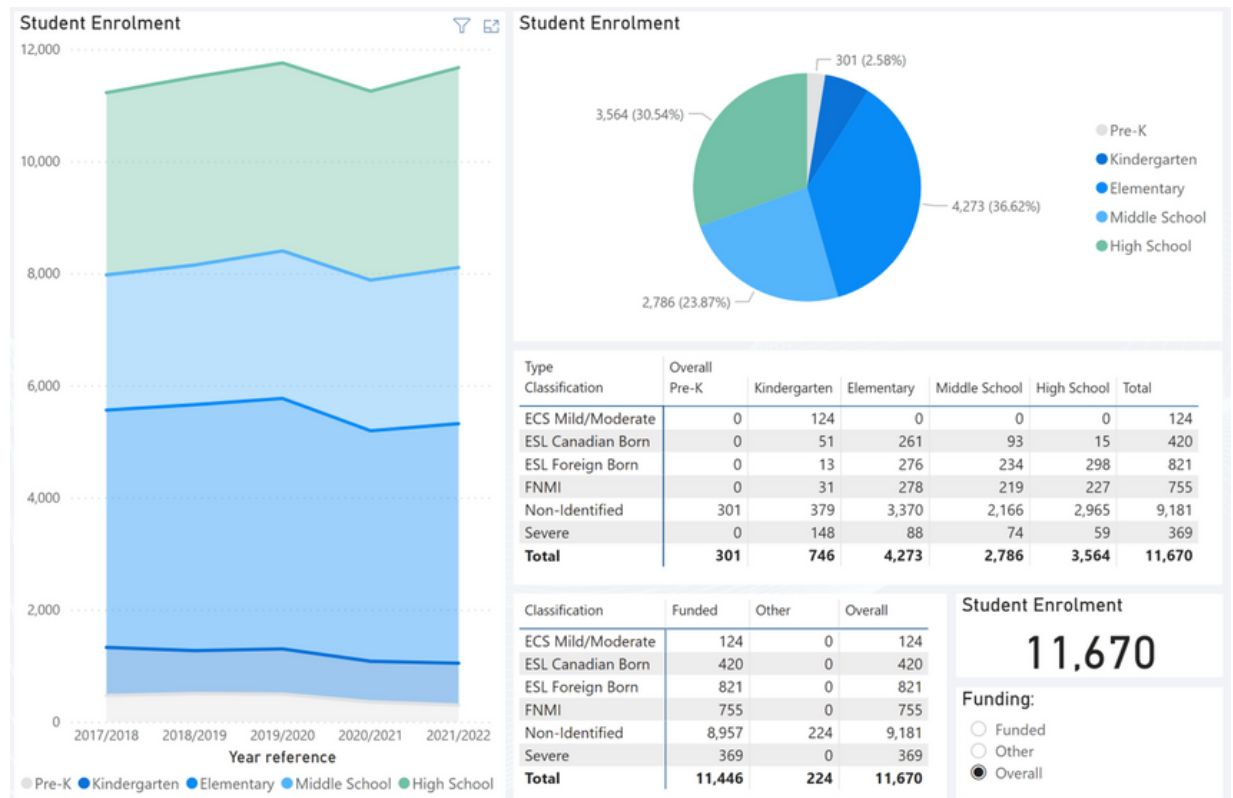 Student Enrolment
12,000
10,000
8,000
6,000
4,000
2,000
0
2017/2018 2018/2019 2019/2020 2020/2021 2021/2022
Year reference
Pre-K Kindergarten Elementary Middle School High School
Student Enrolment
301 (2.58%)
3,564 (30.54%)
4,273 (36.62%)
2,786 (23.87%)
Pre-K
Kindergarten
Elementary
Middle School
High School
Type Overall
Classification Pre-K Kindergarten Elementary Middle School High School Total
ECS Mild/Moderate 0 124 0 0 0 124
ESL Canadian Born 0 51 261 93 15 420
ESL Foreign Born 0 13 276 234 298 821
FNMI 0 31 278 219 227 755
Non-Identified 301 379 3,370 2,166 2,965 9,181
Severe 0 148 88 74 59 369
Total 301 746 4,273 2,786 3,564 11,670
Classification Funded Other Overall
ECS Mild/Moderate 124 0 124
ESL Canadian Born 420 0 420
ESL Foreign Born 821 0 821
FNMI 755 0 755
Non-Identified 8,957 224 9,181
Severe 369 0 369
Total 11,446 224 11,670
Student Enrolment
11,670
Funding:
Funded
Other
Overall